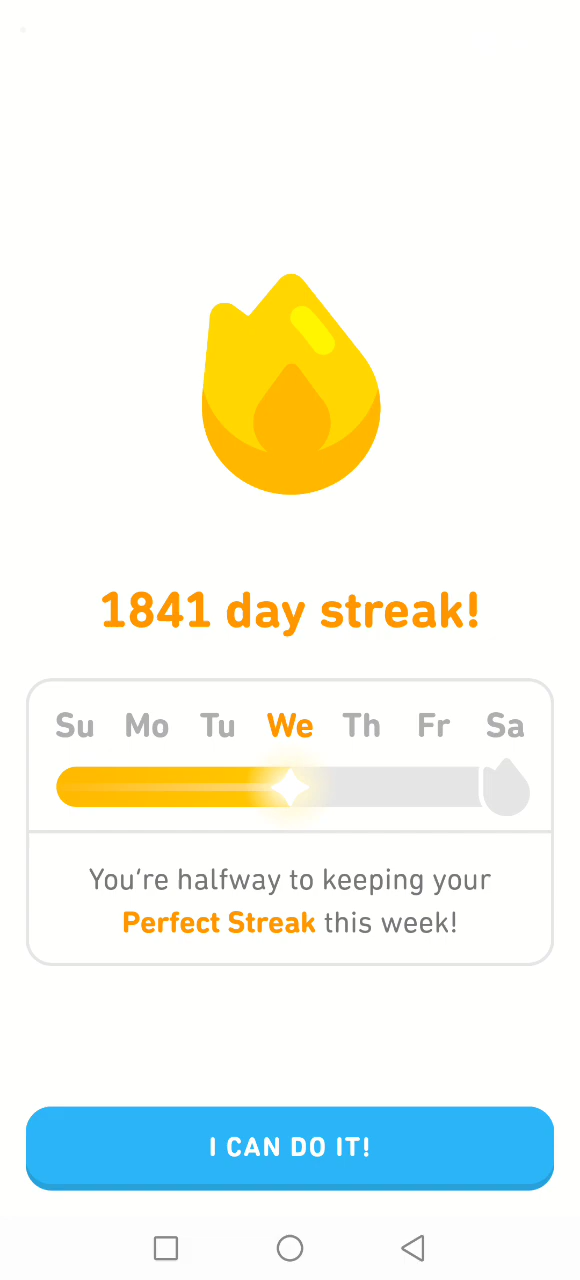 1841 day streak!
Su Mo Tu We Th Fr Sa
You're halfway to keeping your
Perfect Streak this week!
I CAN DO IT!